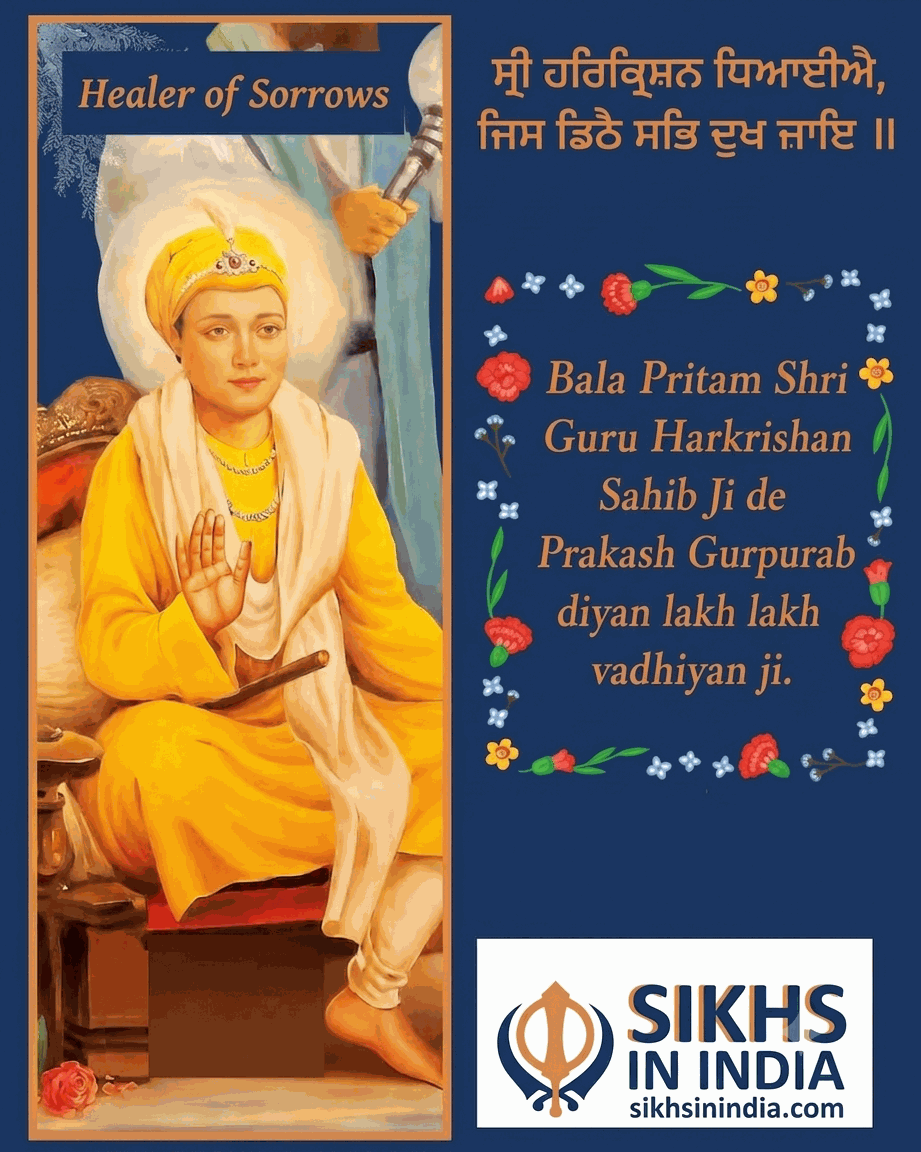 Healer of Sorrows
ਸ੍ਰੀ ਹਰਿਕ੍ਰਿਸ਼ਨ ਧਿਆਈਐ,
ਜਿਸ ਡਿਠੈ ਸਭਿ ਦੁਖ ਜ਼ਾਇ ॥
Bala Pritam Shri
Guru Harkrishan
Sahib Ji de
Prakash Gurpurab
diyan lakh lakh
vadhiyan ji.
SIKHS
IN INDIA
sikhsinindia.com